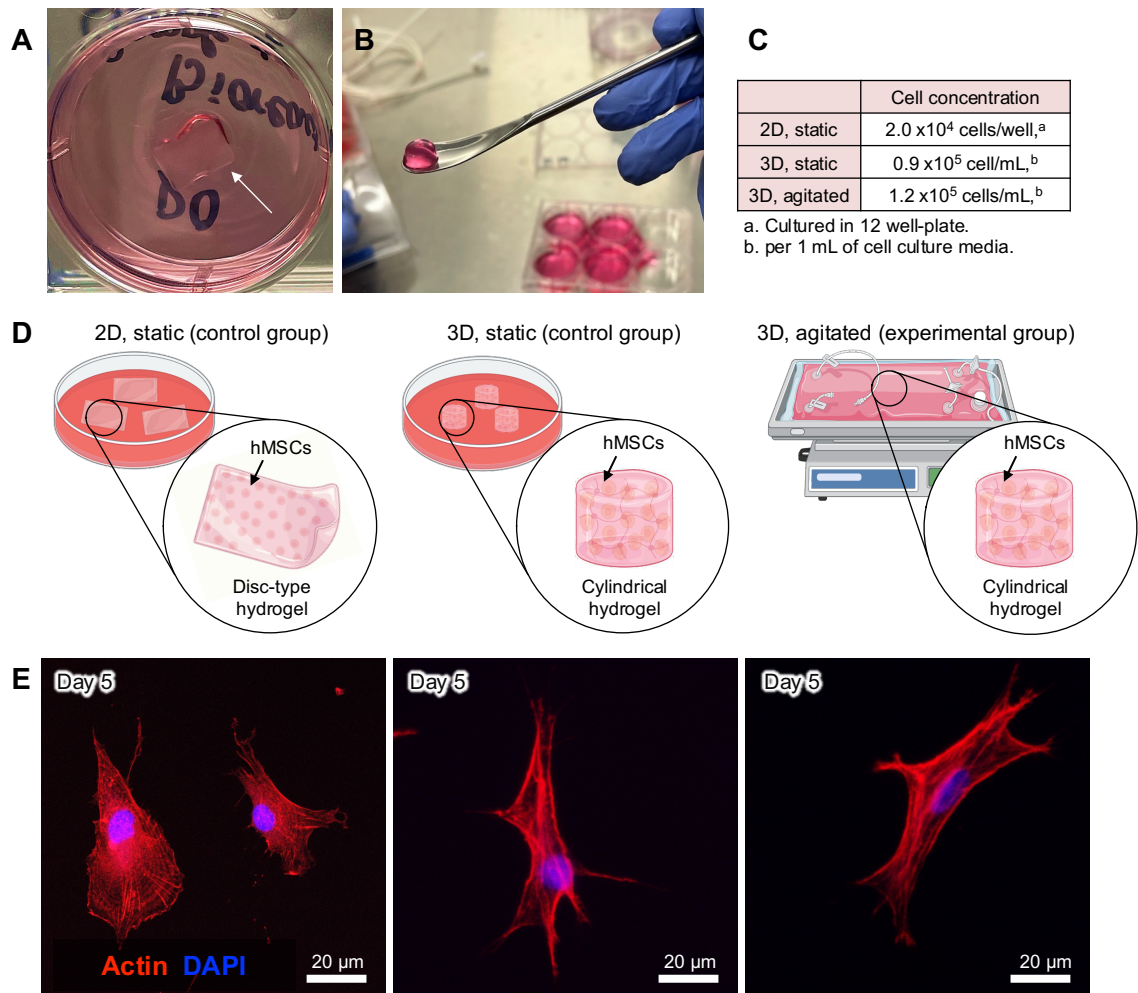 A
B
C
Cell concentration
2D, static
2.0 x10⁴ cells/well,ᵃ
3D, static
0.9 x10⁵ cell/mL,ᵇ
3D, agitated
1.2 x10⁵ cells/mL,ᵇ
a. Cultured in 12 well-plate.
b. per 1 mL of cell culture media.
D
2D, static (control group)
3D, static (control group)
3D, agitated (experimental group)
hMSCs
hMSCs
hMSCs
Disc-type
hydrogel
Cylindrical
hydrogel
Cylindrical
hydrogel
E
Day 5
Day 5
Day 5
Actin DAPI
20 µm
20 µm
20 µm